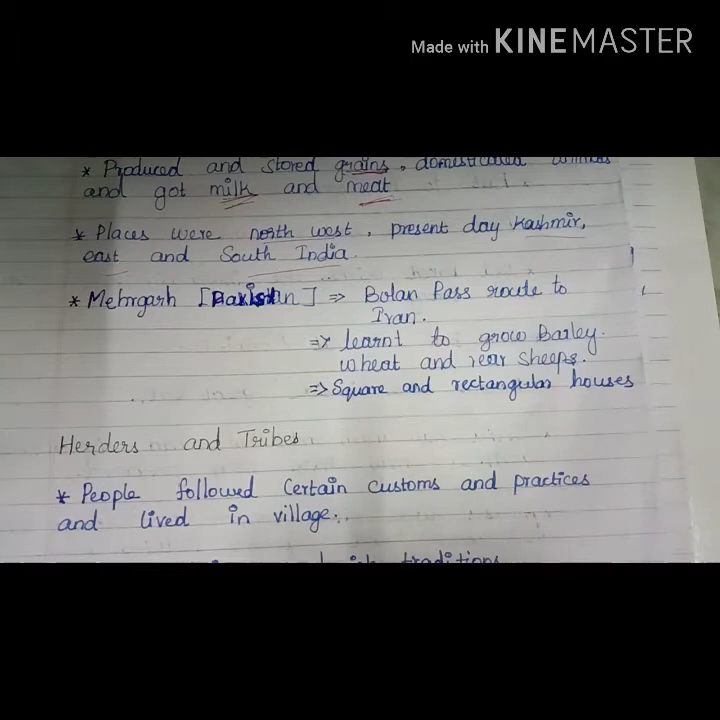 Made with KINEMASTER
* Produced and stored grains, domesticated
and got milk and meat
* Places were north west, present day Kashmir,
east and South India.
* Mehrgarh [Pakistan] => Bolan Pass route to
Iran.
=> learnt to grow Barley.
wheat and rear sheeps.
=> Square and rectangular houses
Herders and Tribes
* People followed Certain customs and practices
and lived in village.
traditions